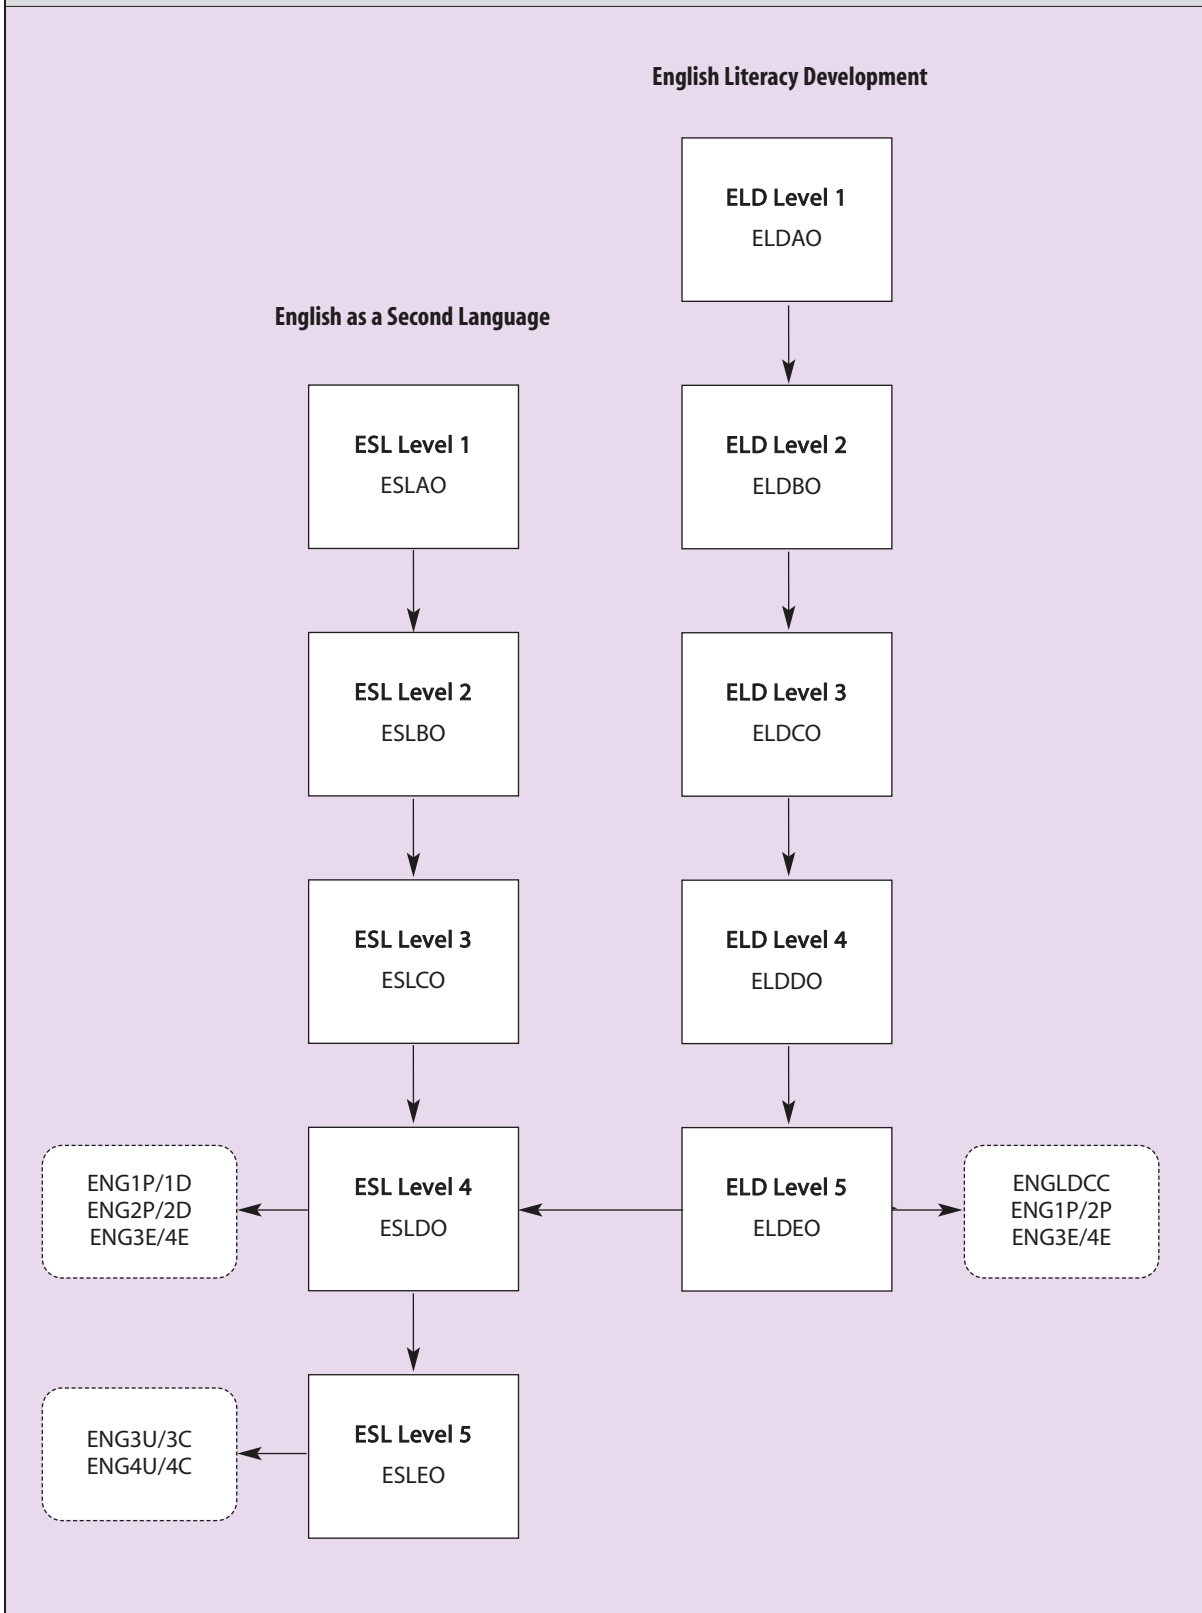 English Literacy Development
ELD Level 1
ELDAO
English as a Second Language
ESL Level 1
ESLAO
ELD Level 2
ELDBO
ESL Level 2
ESLBO
ELD Level 3
ELDCO
ESL Level 3
ESLCO
ELD Level 4
ELDDO
ENG1P/1D
ENG2P/2D
ENG3E/4E
ESL Level 4
ESLDO
ELD Level 5
ELDEO
ENGLDCC
ENG1P/2P
ENG3E/4E
ENG3U/3C
ENG4U/4C
ESL Level 5
ESLEO